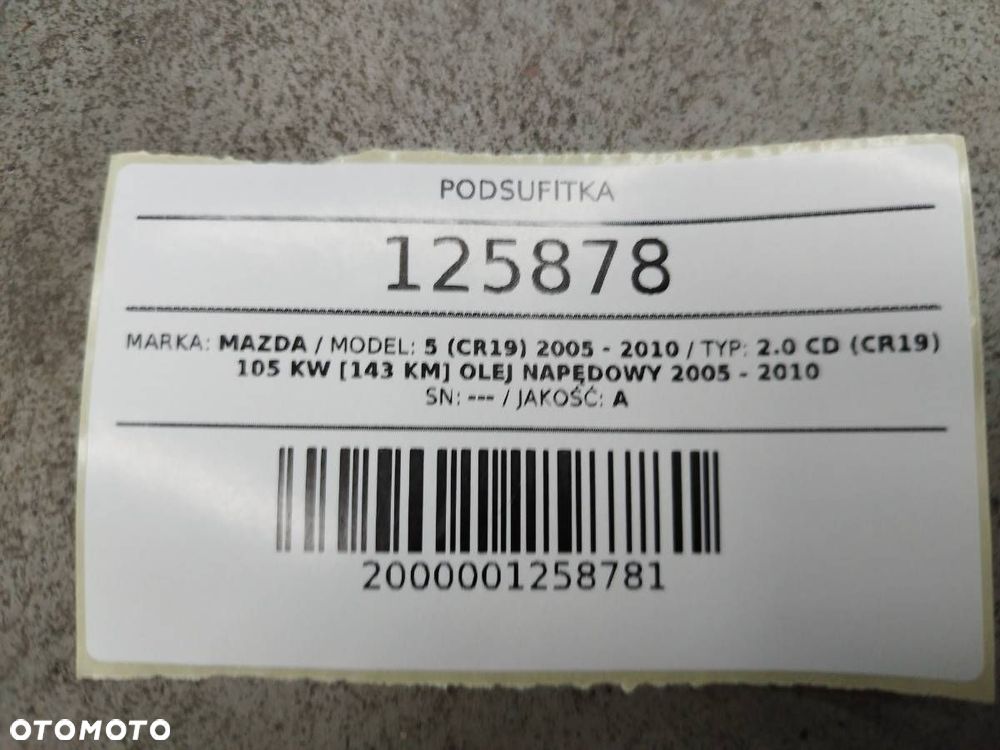 PODSUFITKA
125878
MARKA: MAZDA / MODEL: 5 (CR19) 2005 - 2010 / TYP: 2.0 CD (CR19)
105 KW [143 KM] OLEJ NAPĘDOWY 2005 - 2010
SN: --- / JAKOŚĆ: A
2000001258781
OTOMOTO